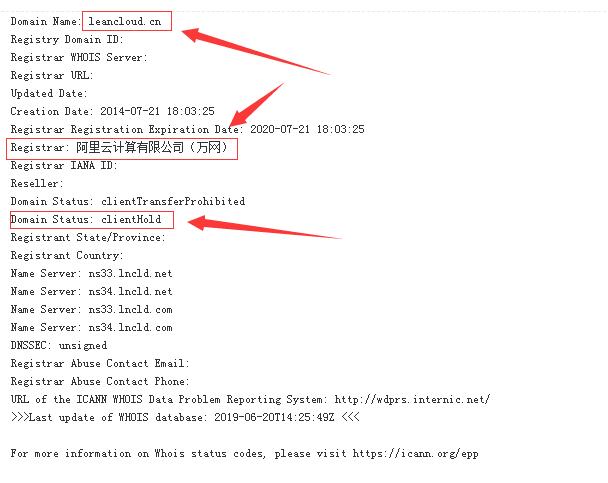 Domain Name: leancloud.cn
Registry Domain ID:
Registrar WHOIS Server:
Registrar URL:
Updated Date:
Creation Date: 2014-07-21 18:03:25
Registrar Registration Expiration Date: 2020-07-21 18:03:25
Registrar: 阿里云计算有限公司（万网）
Registrar IANA ID:
Reseller:
Domain Status: clientTransferProhibited
Domain Status: clientHold
Registrant State/Province:
Registrant Country:
Name Server: ns33.lncld.net
Name Server: ns34.lncld.net
Name Server: ns33.lncld.com
Name Server: ns34.lncld.com
DNSSEC: unsigned
Registrar Abuse Contact Email:
Registrar Abuse Contact Phone:
URL of the ICANN WHOIS Data Problem Reporting System: http://wdprs.internic.net/
>>>Last update of WHOIS database: 2019-06-20T14:25:49Z <<<
For more information on Whois status codes, please visit https://icann.org/epp